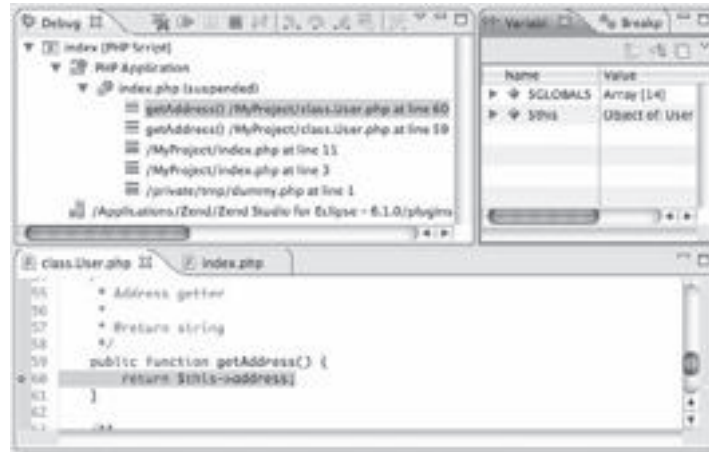 Debug
index (PHP Script)
PHP Application
index.php (suspended)
getAddress() /MyProject/class.User.php at line 60
getAddress() /MyProject/class.User.php at line 59
/MyProject/index.php at line 11
/MyProject/index.php at line 3
/private/tmp/dummy.php at line 1
/Applications/Zend/Zend Studio for Eclipse - 6.1.0/plugins
Variabl
Breakp
Name Value
$GLOBALS Array [14]
$this Object of: User
class.User.php
index.php
55 * Address getter
56 *
57 * @return string
58 */
59 public function getAddress() {
60 return $this->address;
61 }
62